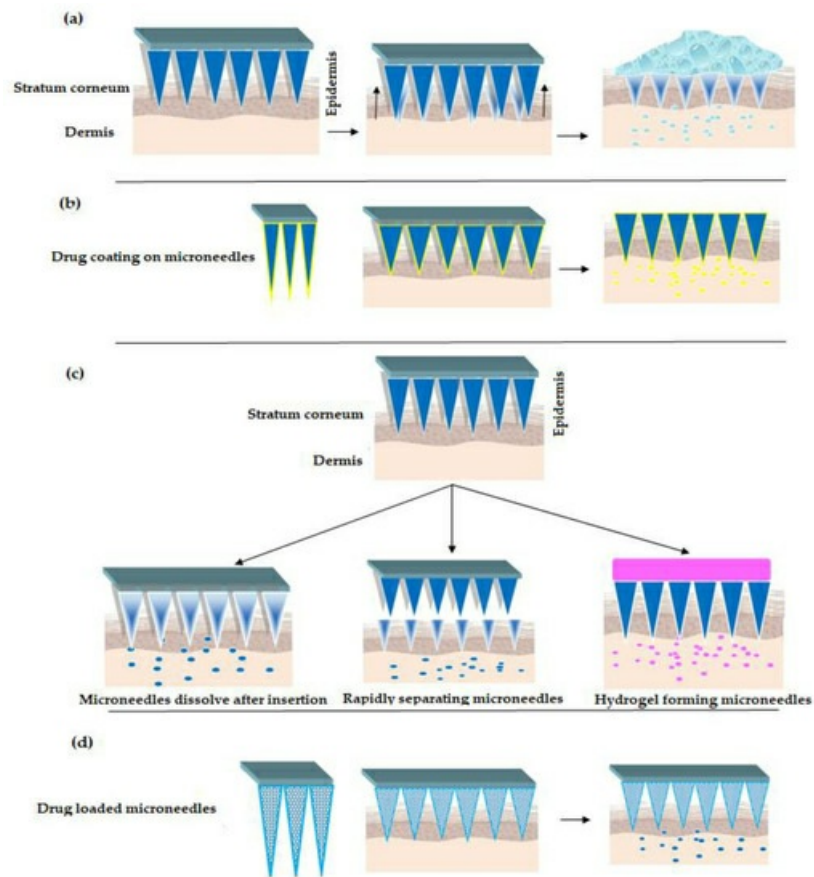 (a)
Stratum corneum
Epidermis
Dermis
(b)
Drug coating on microneedles
(c)
Stratum corneum
Epidermis
Dermis
Microneedles dissolve after insertion
Rapidly separating microneedles
Hydrogel forming microneedles
(d)
Drug loaded microneedles